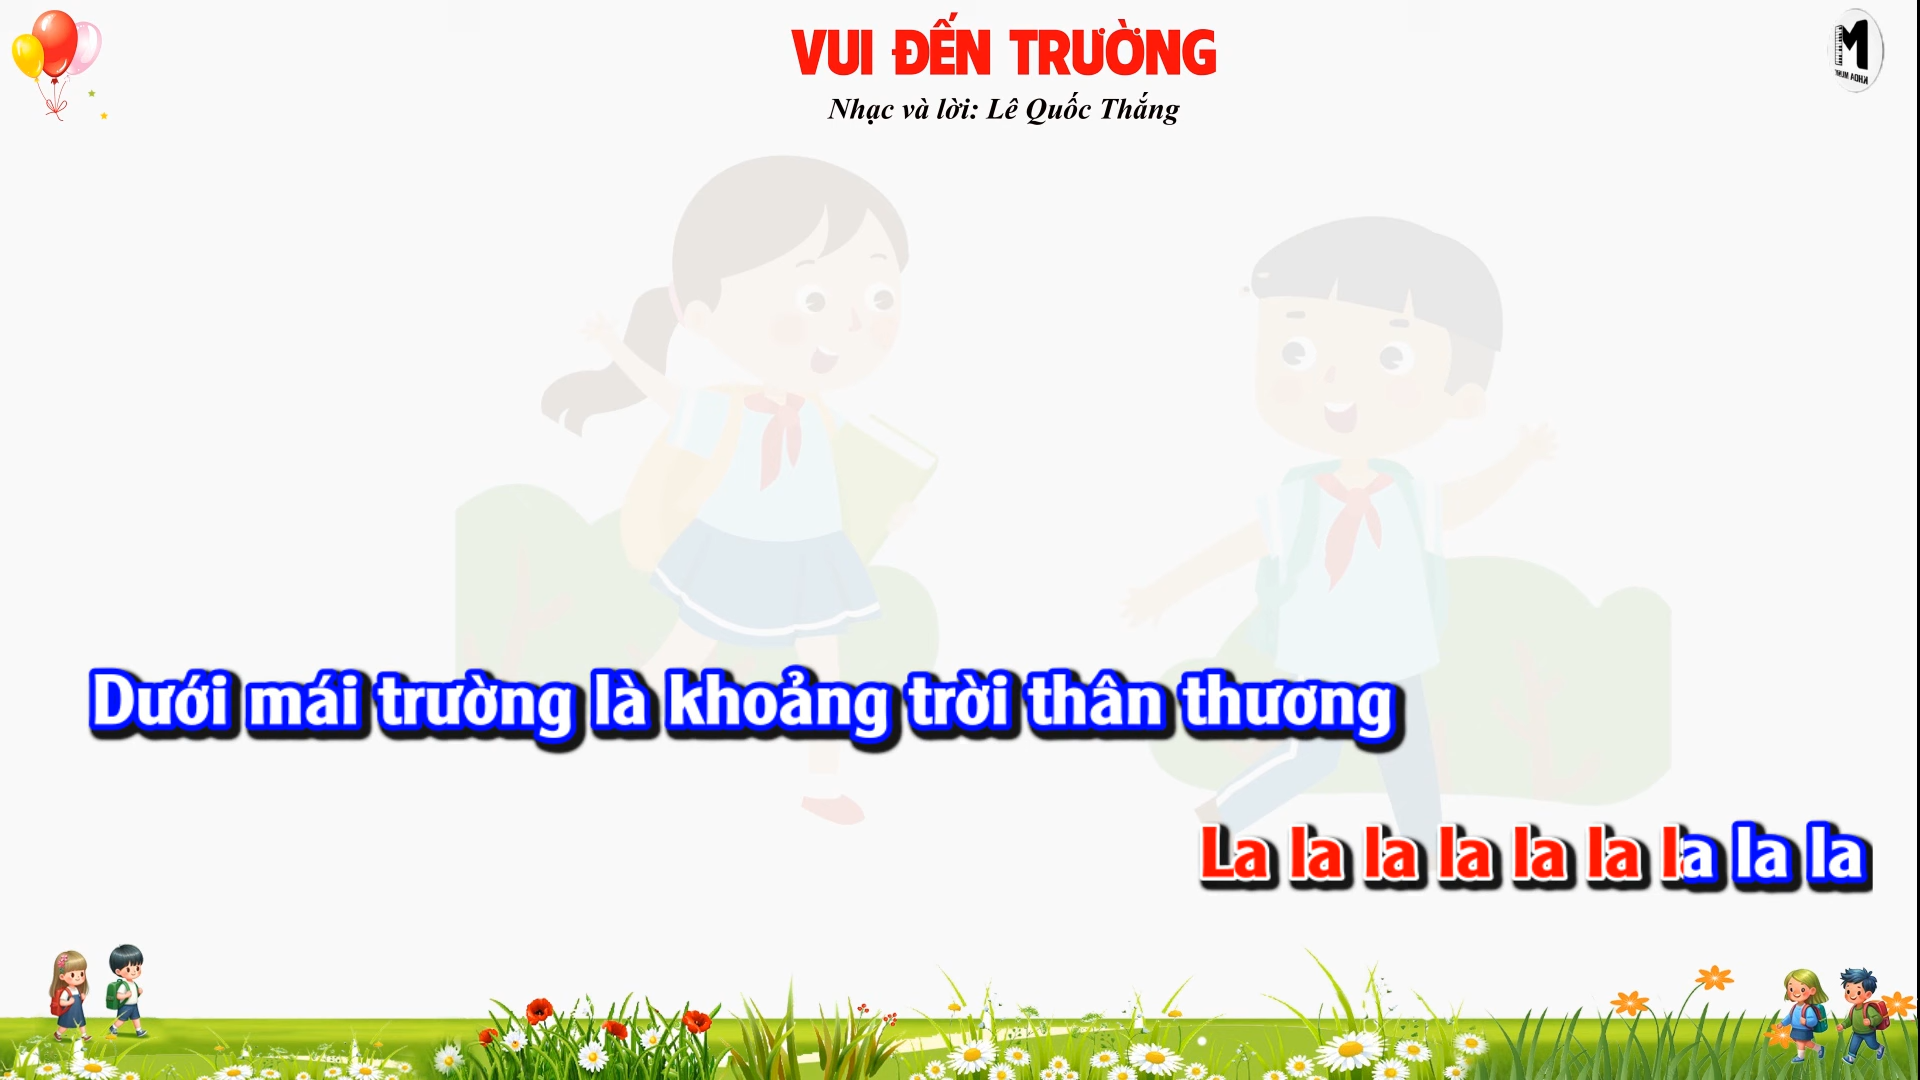 VUI ĐẾN TRƯỜNG
Nhạc và lời: Lê Quốc Thắng
M
Dưới mái trường là khoảng trời thân thương
La la la la la la la la la